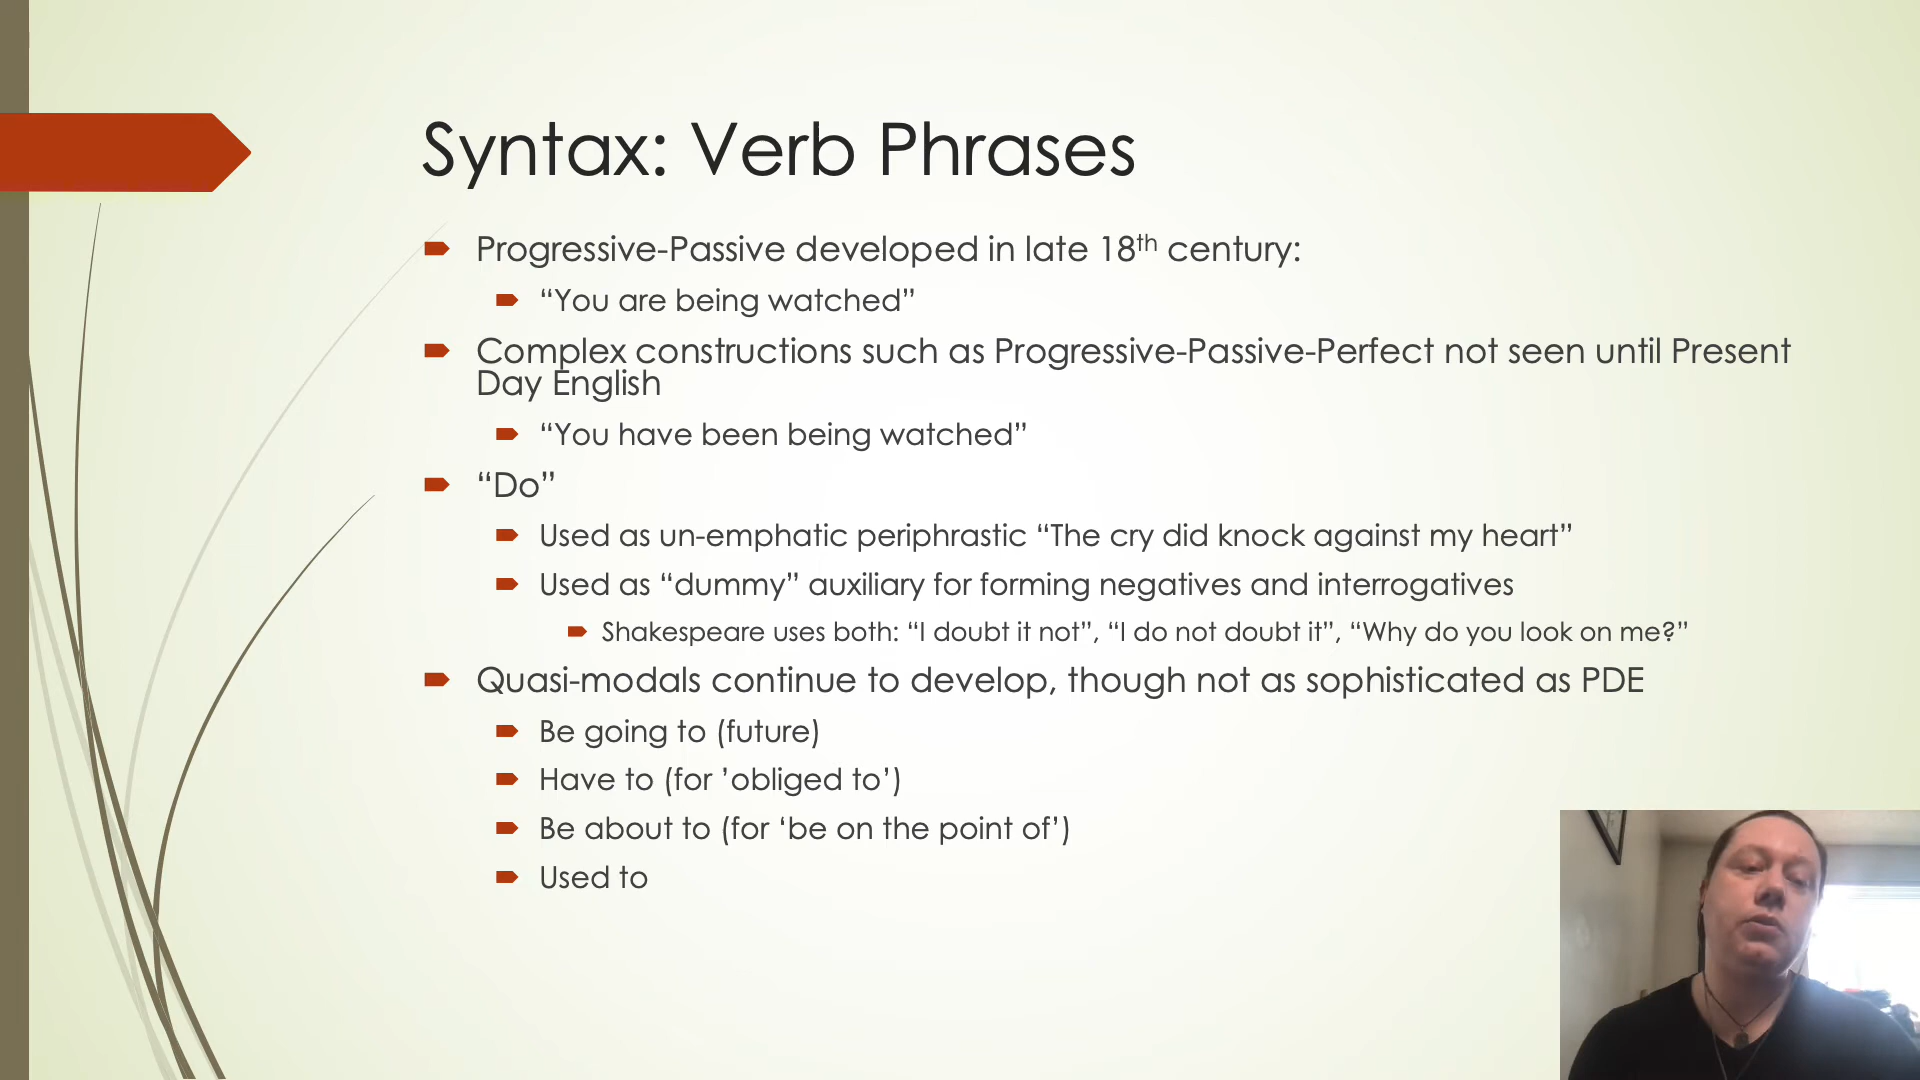 Syntax: Verb Phrases
Progressive-Passive developed in late 18th century:
“You are being watched”
Complex constructions such as Progressive-Passive-Perfect not seen until Present
Day English
“You have been being watched”
“Do”
Used as un-emphatic periphrastic “The cry did knock against my heart”
Used as “dummy” auxiliary for forming negatives and interrogatives
Shakespeare uses both: “I doubt it not”, “I do not doubt it”, “Why do you look on me?”
Quasi-modals continue to develop, though not as sophisticated as PDE
Be going to (future)
Have to (for ’obliged to’)
Be about to (for ‘be on the point of’)
Used to